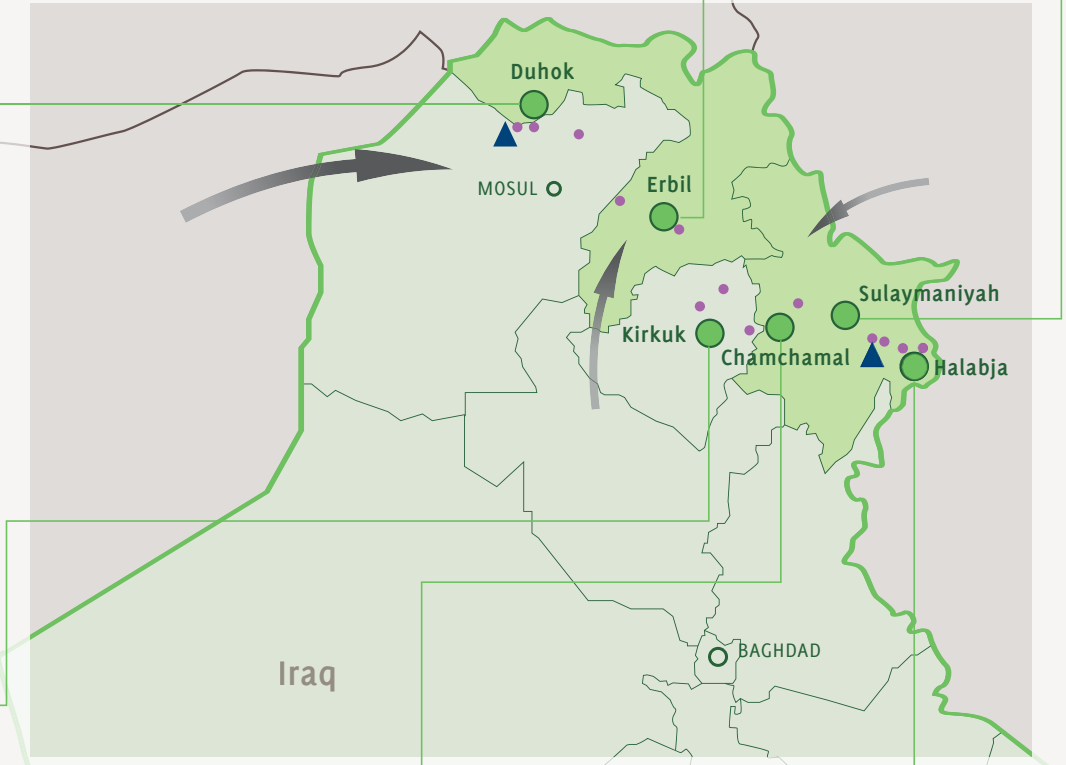 Duhok
MOSUL
Erbil
Sulaymaniyah
Kirkuk
Chamchamal
Halabja
BAGHDAD
Iraq